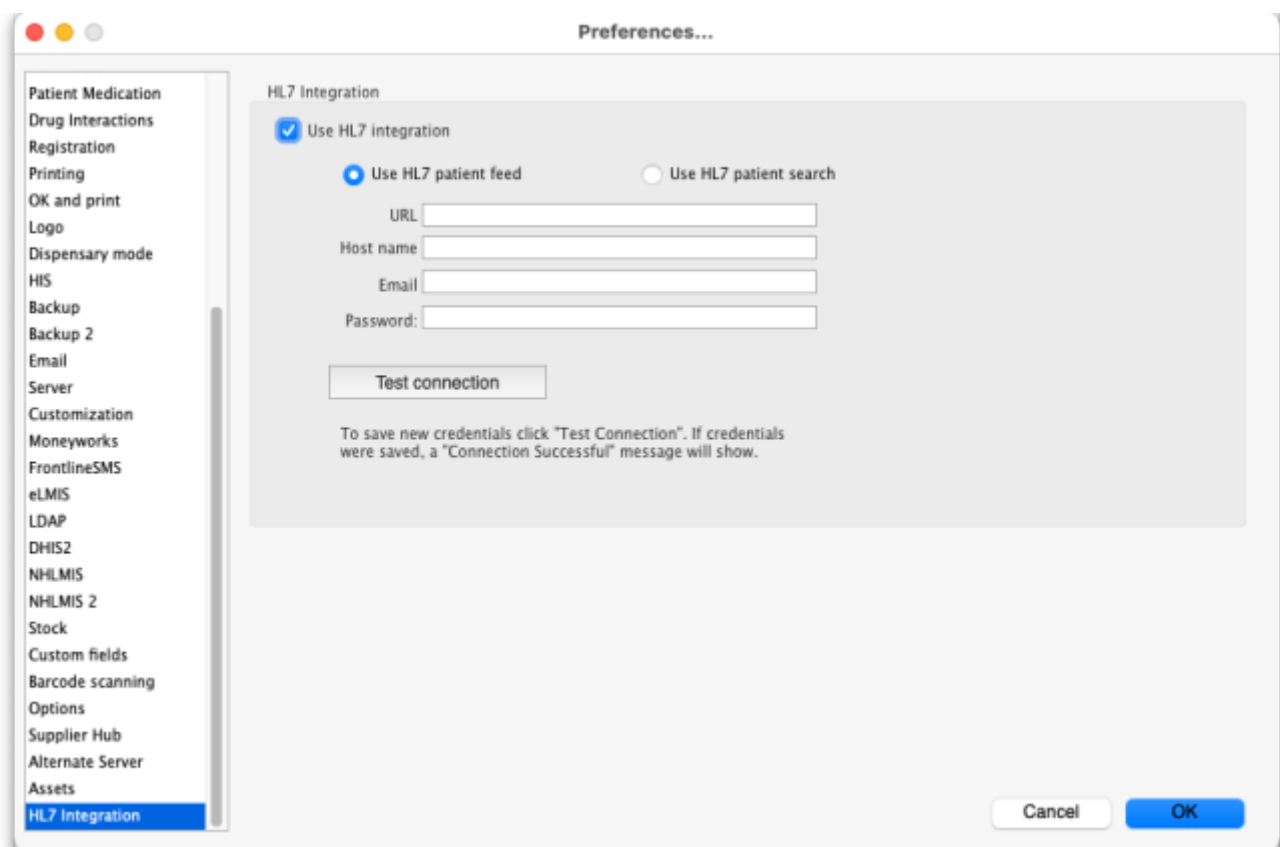 Preferences...
Patient Medication
Drug Interactions
Registration
Printing
OK and print
Logo
Dispensary mode
HIS
Backup
Backup 2
Email
Server
Customization
Moneyworks
FrontlineSMS
eLMIS
LDAP
DHIS2
NHLMIS
NHLMIS 2
Stock
Custom fields
Barcode scanning
Options
Supplier Hub
Alternate Server
Assets
HL7 Integration
HL7 Integration
Use HL7 integration
Use HL7 patient feed Use HL7 patient search
URL
Host name
Email
Password:
Test connection
To save new credentials click "Test Connection". If credentials
were saved, a "Connection Successful" message will show.
Cancel OK